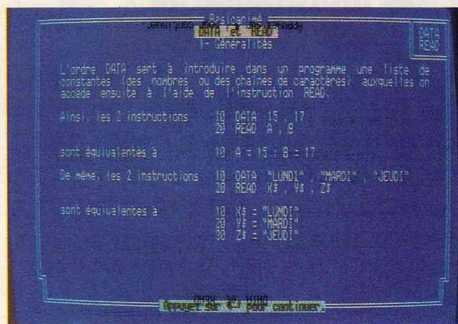 Basicanimé
DATA et READ
DATA
READ
1- Généralités
L'ordre DATA sert à introduire dans un programme une liste de
constantes (des nombres ou des chaînes de caractères) auxquelles on
accède ensuite à l'aide de l'instruction READ.
Ainsi, les 2 instructions 10 DATA 15 , 17
20 READ A , B
sont équivalentes à 10 A = 15 : B = 17
De même, les 2 instructions 10 DATA "LUNDI" , "MARDI" , "JEUDI"
20 READ X$ , Y$ , Z$
sont équivalentes à 10 X$ = "LUNDI"
20 Y$ = "MARDI"
30 Z$ = "JEUDI"
Appuyer sur pour continuer.